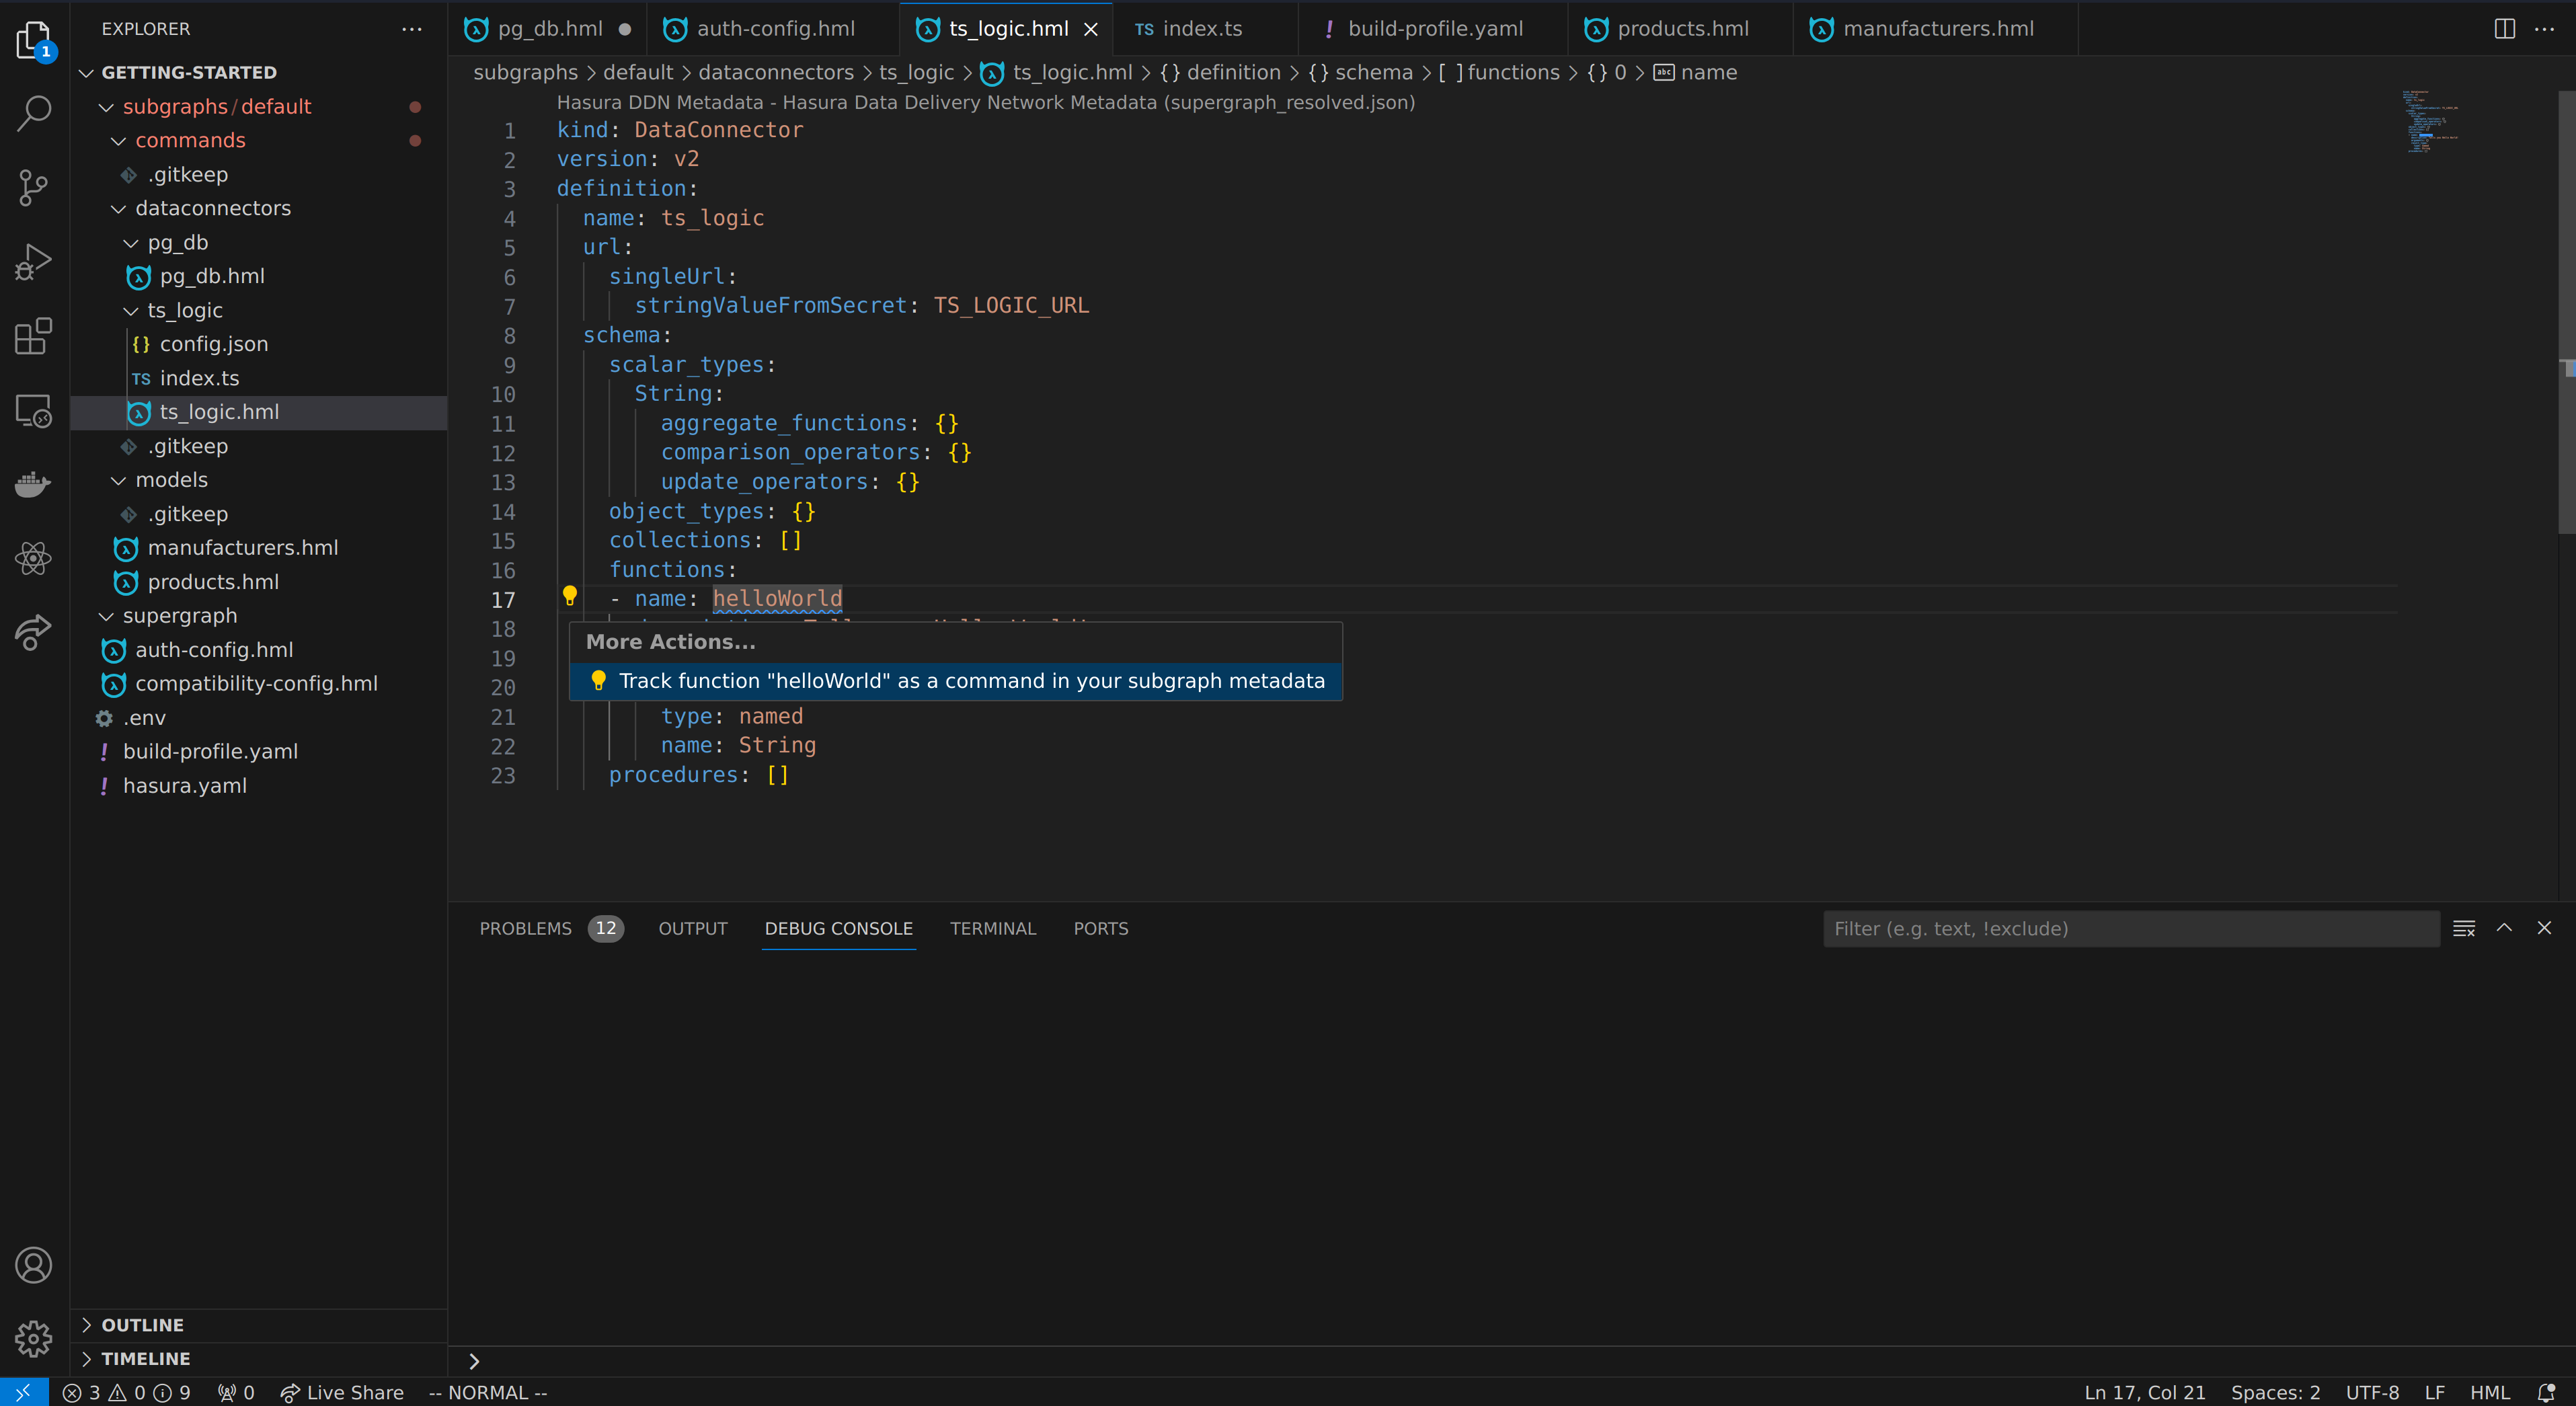 EXPLORER
GETTING-STARTED
subgraphs / default
commands
.gitkeep
dataconnectors
pg_db
pg_db.hml
ts_logic
{} config.json
TS index.ts
ts_logic.hml
.gitkeep
models
.gitkeep
manufacturers.hml
products.hml
supergraph
auth-config.hml
compatibility-config.hml
.env
! build-profile.yaml
! hasura.yaml
OUTLINE
TIMELINE
1
pg_db.hml
auth-config.hml
ts_logic.hml
TS index.ts
! build-profile.yaml
products.hml
manufacturers.hml
subgraphs > default > dataconnectors > ts_logic > ts_logic.hml > {} definition > {} schema > [ ] functions > {} 0 > abc name
Hasura DDN Metadata - Hasura Data Delivery Network Metadata (supergraph_resolved.json)
1 kind: DataConnector
2 version: v2
3 definition:
4 name: ts_logic
5 url:
6 singleUrl:
7 stringValueFromSecret: TS_LOGIC_URL
8 schema:
9 scalar_types:
10 String:
11 aggregate_functions: {}
12 comparison_operators: {}
13 update_operators: {}
14 object_types: {}
15 collections: []
16 functions:
17 - name: helloWorld
18
More Actions...
19
Track function "helloWorld" as a command in your subgraph metadata
20
21 type: named
22 name: String
23 procedures: []
PROBLEMS 12 OUTPUT DEBUG CONSOLE TERMINAL PORTS
Filter (e.g. text, !exclude)
>
3 0 9 0 Live Share -- NORMAL --
Ln 17, Col 21 Spaces: 2 UTF-8 LF HML